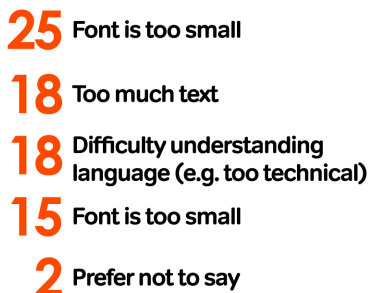 25 Font is too small
18 Too much text
18 Difficulty understanding
language (e.g. too technical)
15 Font is too small
2 Prefer not to say